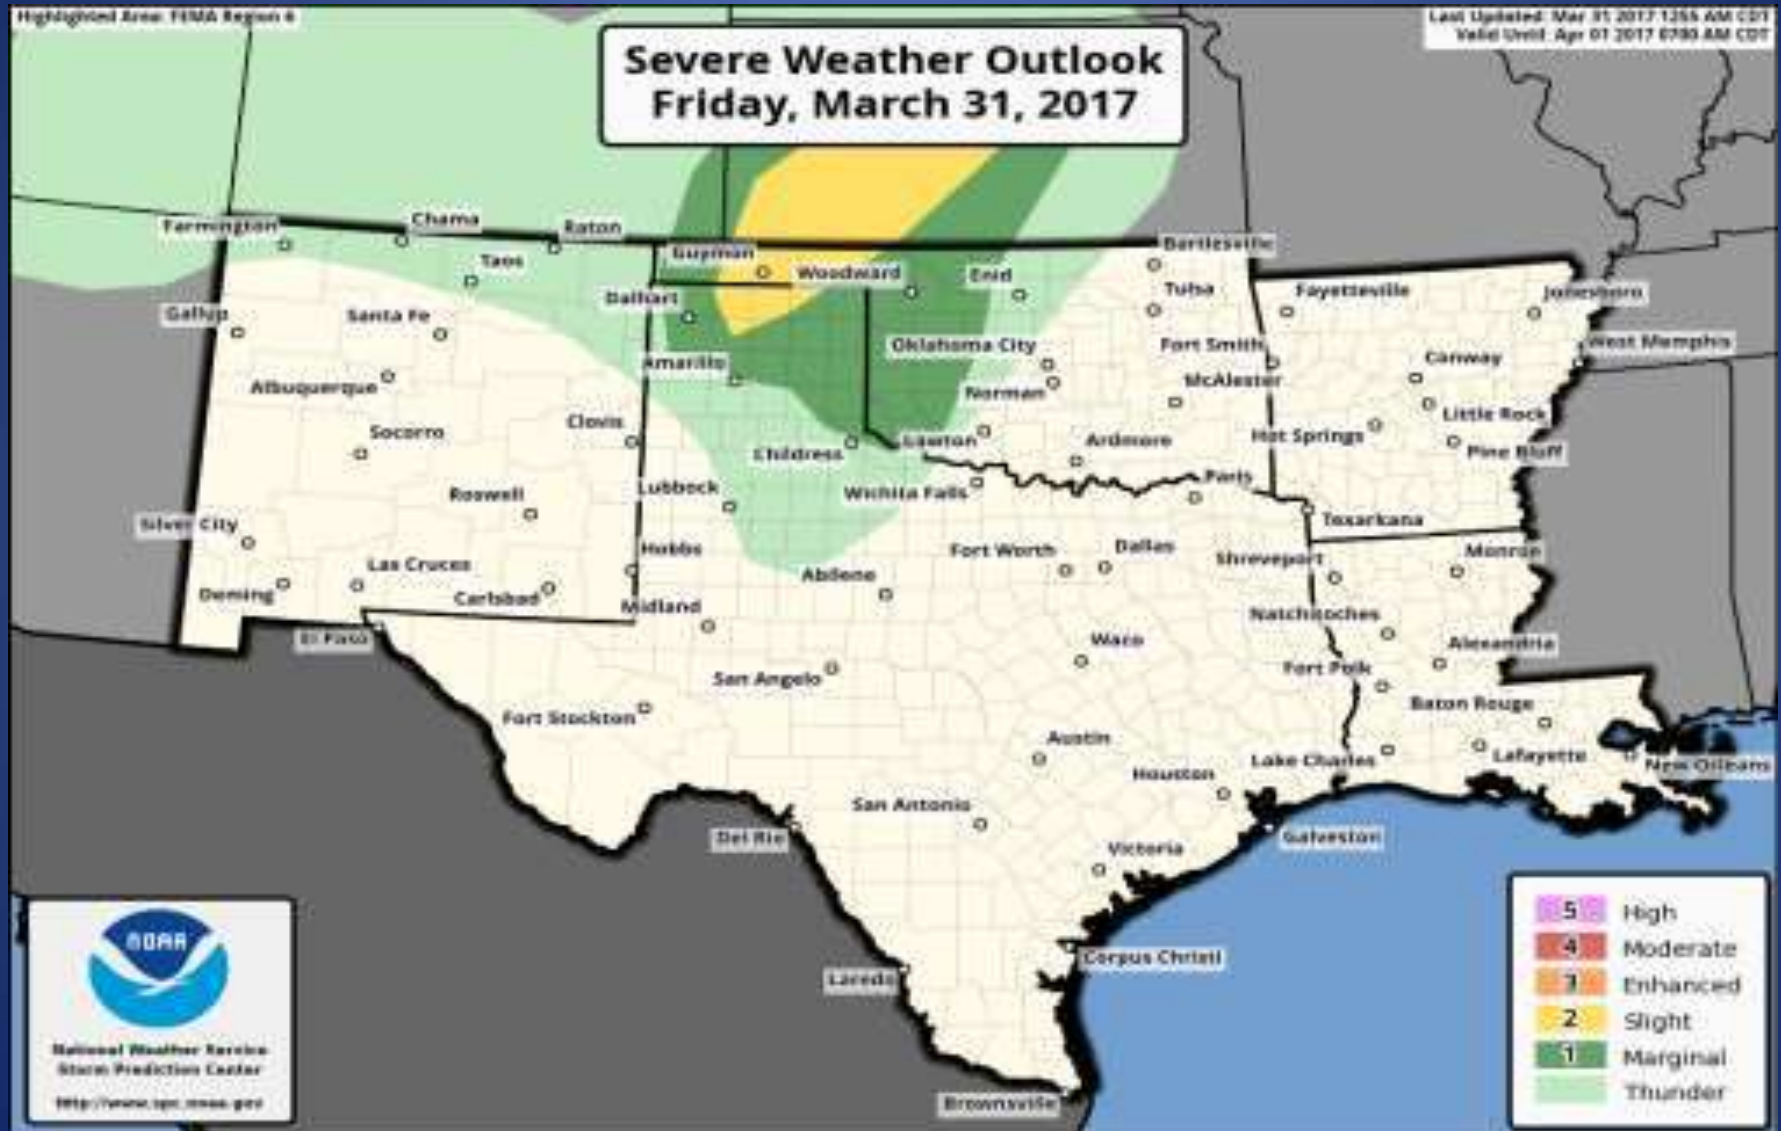 Highlighted Area: FEMA Region 6
Last Updated: Mar 31 2017 1255 AM CDT
Valid Until: Apr 01 2017 0700 AM CDT
Severe Weather Outlook
Friday, March 31, 2017
Farmington
Chama
Raton
Taos
Guymon
Woodward
Enid
Bartlesville
Tulsa
Dalhart
Gallup
Santa Fe
Fayetteville
Jonesboro
Oklahoma City
Fort Smith
West Memphis
Amarillo
Albuquerque
Norman
McAlester
Conway
Little Rock
Clovis
Socorro
Childress
Lawton
Ardmore
Hot Springs
Pine Bluff
Roswell
Lubbock
Wichita Falls
Paris
Silver City
Texarkana
Hobbs
Fort Worth
Dallas
Shreveport
Monroe
Las Cruces
Abilene
Deming
Carlsbad
Midland
Natchitoches
El Paso
Waco
Alexandria
San Angelo
Fort Polk
Fort Stockton
Baton Rouge
Austin
Houston
Lake Charles
Lafayette
New Orleans
San Antonio
Del Rio
Galveston
Victoria
Corpus Christi
Laredo
Brownsville
NOAA
National Weather Service
Storm Prediction Center
http://www.spc.noaa.gov
5 High
4 Moderate
3 Enhanced
2 Slight
1 Marginal
Thunder